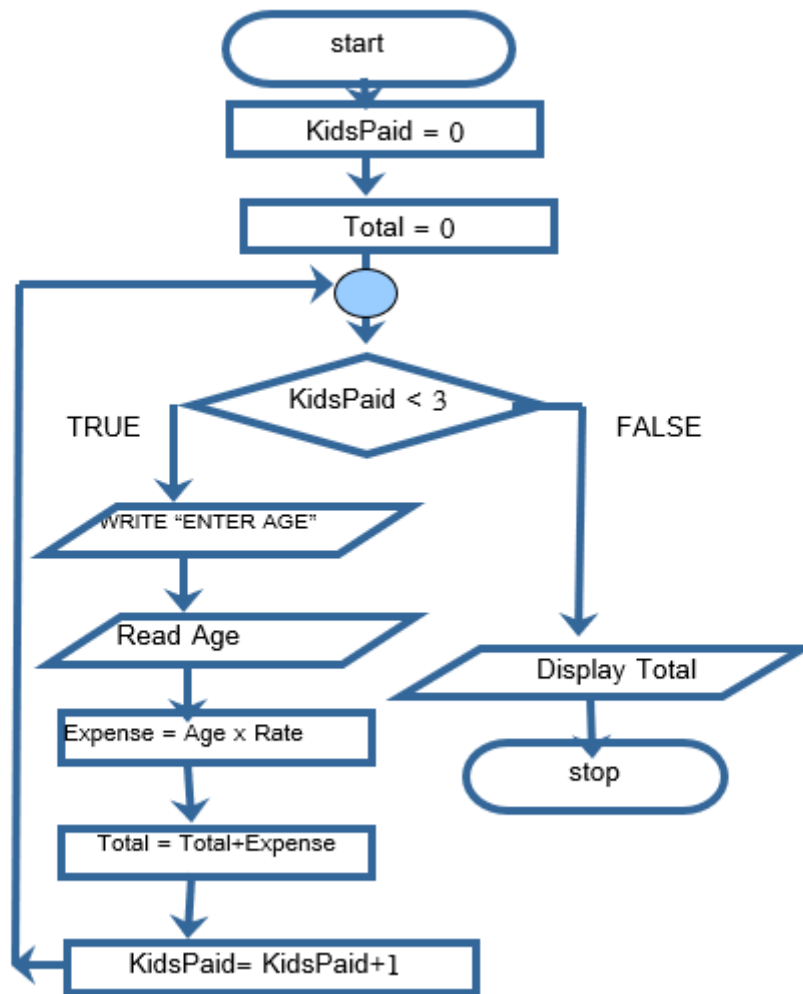 start
KidsPaid = 0
Total = 0
KidsPaid < 3
TRUE
FALSE
WRITE “ENTER AGE”
Read Age
Expense = Age x Rate
Total = Total+Expense
KidsPaid= KidsPaid+1
Display Total
stop